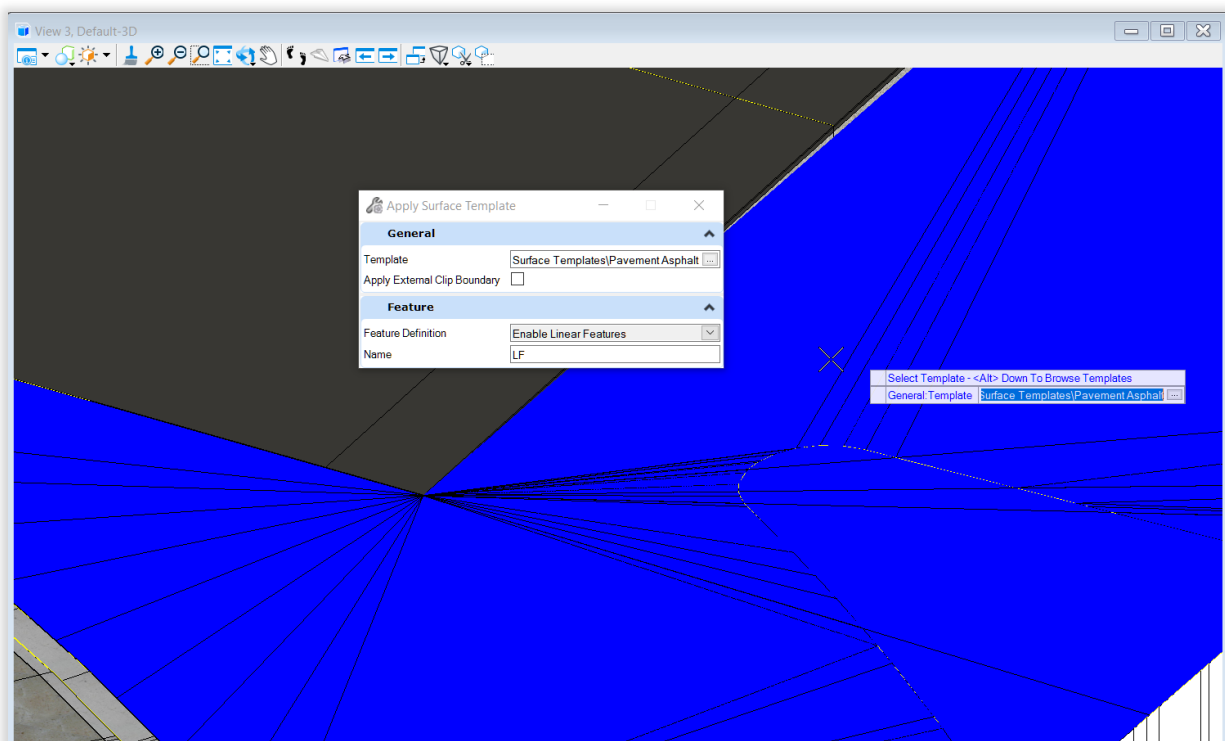 View 3, Default-3D
Apply Surface Template
General
Template Surface Templates\Pavement Asphalt ...
Apply External Clip Boundary
Feature
Feature Definition Enable Linear Features
Name LF
Select Template - <Alt> Down To Browse Templates
General:Template Surface Templates\Pavement Asphalt ...